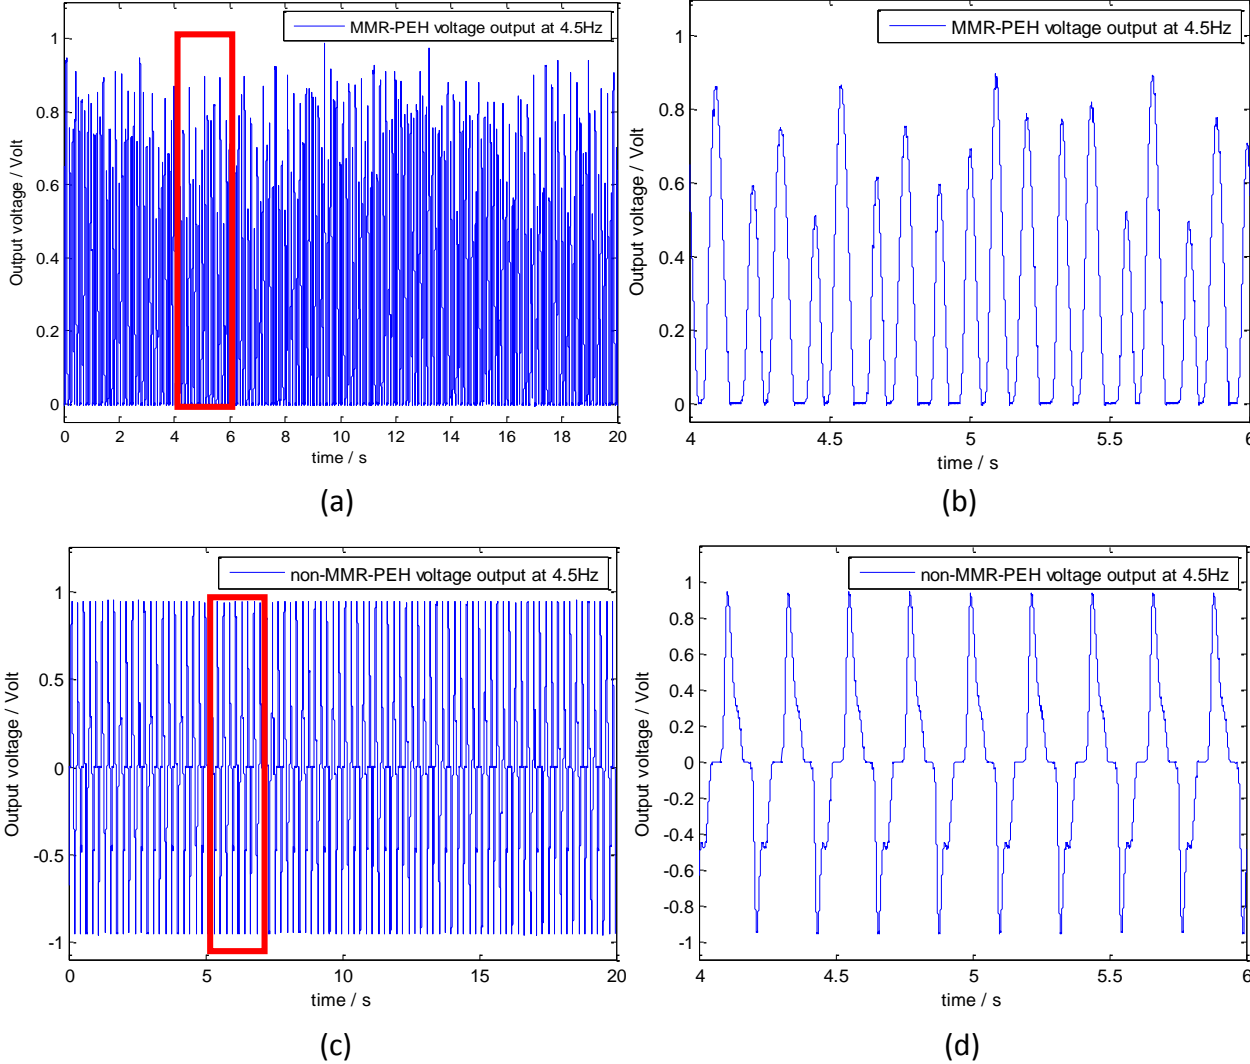 MMR-PEH voltage output at 4.5Hz
Output voltage / Volt
1
0.8
0.6
0.4
0.2
0
0 2 4 6 8 10 12 14 16 18 20
time / s
(a)
MMR-PEH voltage output at 4.5Hz
Output voltage / Volt
1
0.8
0.6
0.4
0.2
0
4 4.5 5 5.5 6
time / s
(b)
non-MMR-PEH voltage output at 4.5Hz
Output voltage / Volt
1
0.5
0
-0.5
-1
0 5 10 15 20
time / s
(c)
non-MMR-PEH voltage output at 4.5Hz
Output voltage / Volt
1
0.8
0.6
0.4
0.2
0
-0.2
-0.4
-0.6
-0.8
-1
4 4.5 5 5.5 6
time / s
(d)